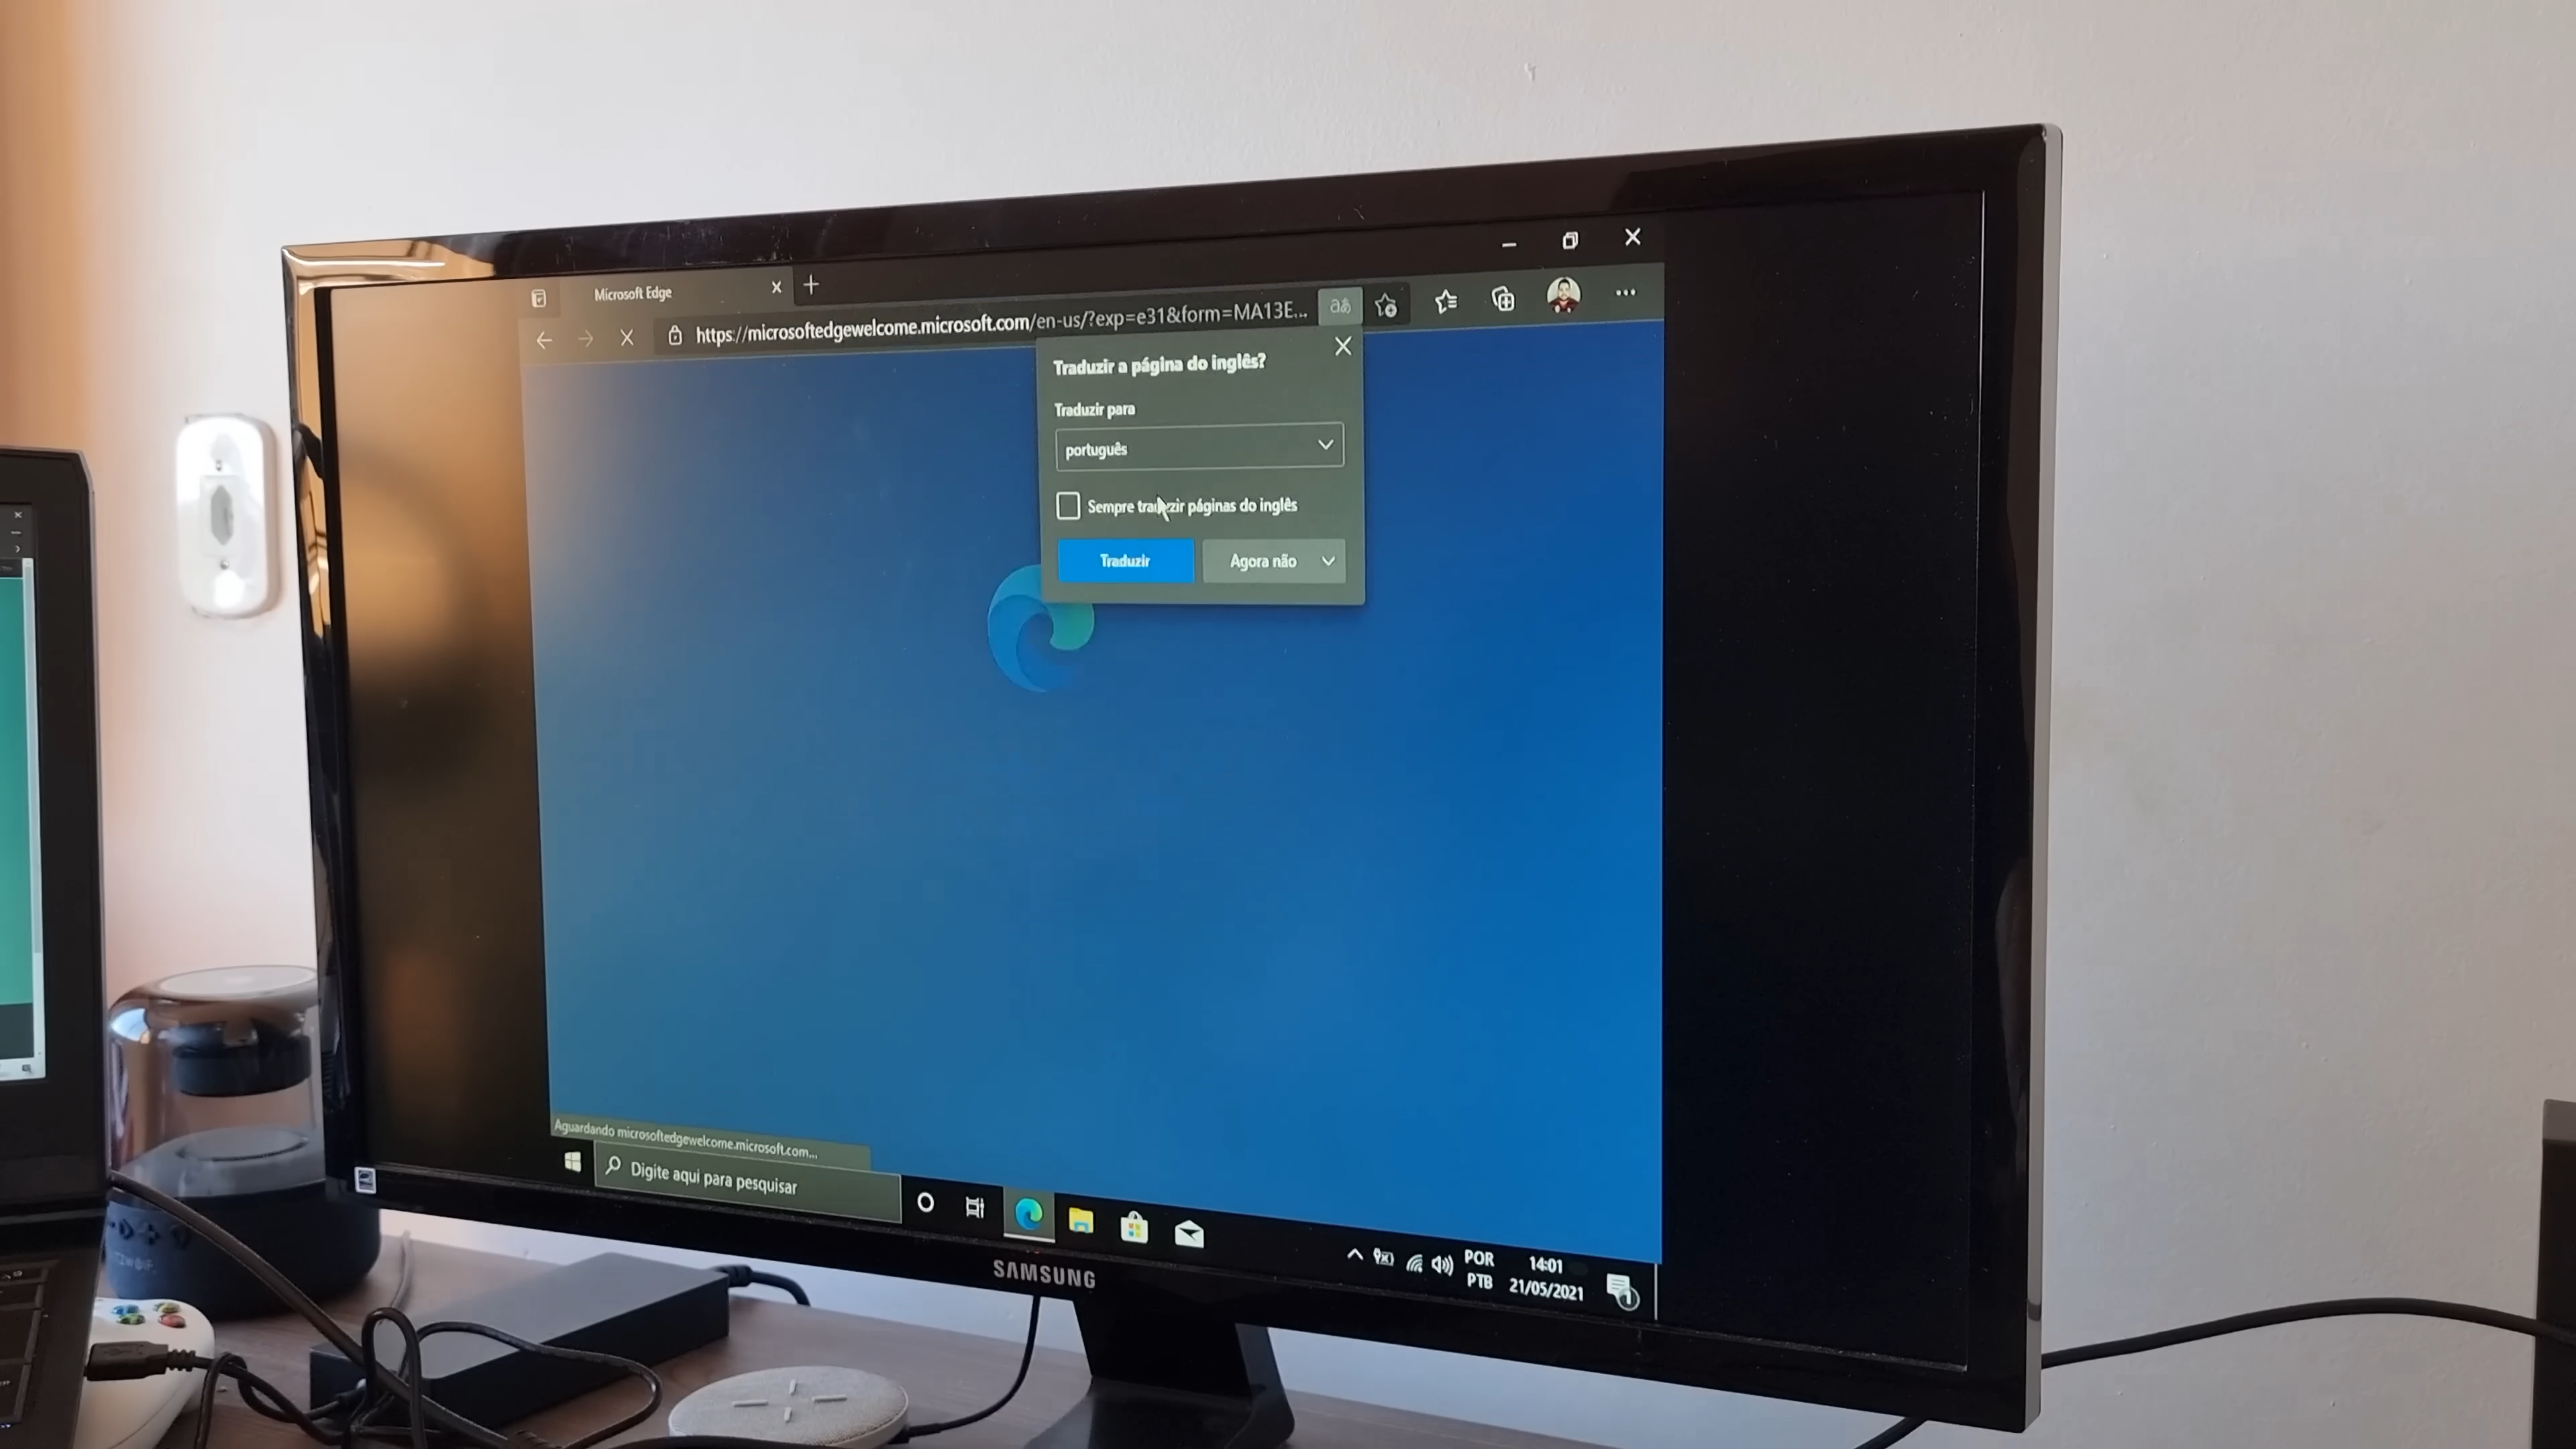 Microsoft Edge
https://microsoftedgewelcome.microsoft.com/en-us/?exp=e31&form=MA13E...
Traduzir a página do inglês?
Traduzir para
português
Sempre traduzir páginas do inglês
Traduzir
Agora não
Aguardando microsoftedgewelcome.microsoft.com...
Digite aqui para pesquisar
POR
PTB
14:01
21/05/2021
1
SAMSUNG